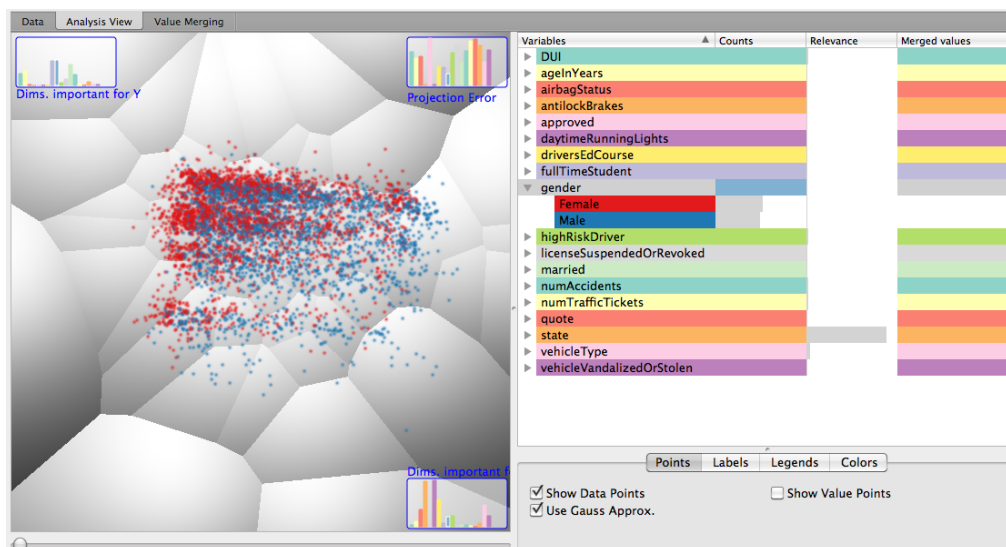 Data Analysis View Value Merging
Dims. important for Y
Projection Error
Dims. important f
Variables Counts Relevance Merged values
DUI
ageInYears
airbagStatus
antilockBrakes
approved
daytimeRunningLights
driversEdCourse
fullTimeStudent
gender
Female
Male
highRiskDriver
licenseSuspendedOrRevoked
married
numAccidents
numTrafficTickets
quote
state
vehicleType
vehicleVandalizedOrStolen
Points Labels Legends Colors
Show Data Points Show Value Points
Use Gauss Approx.